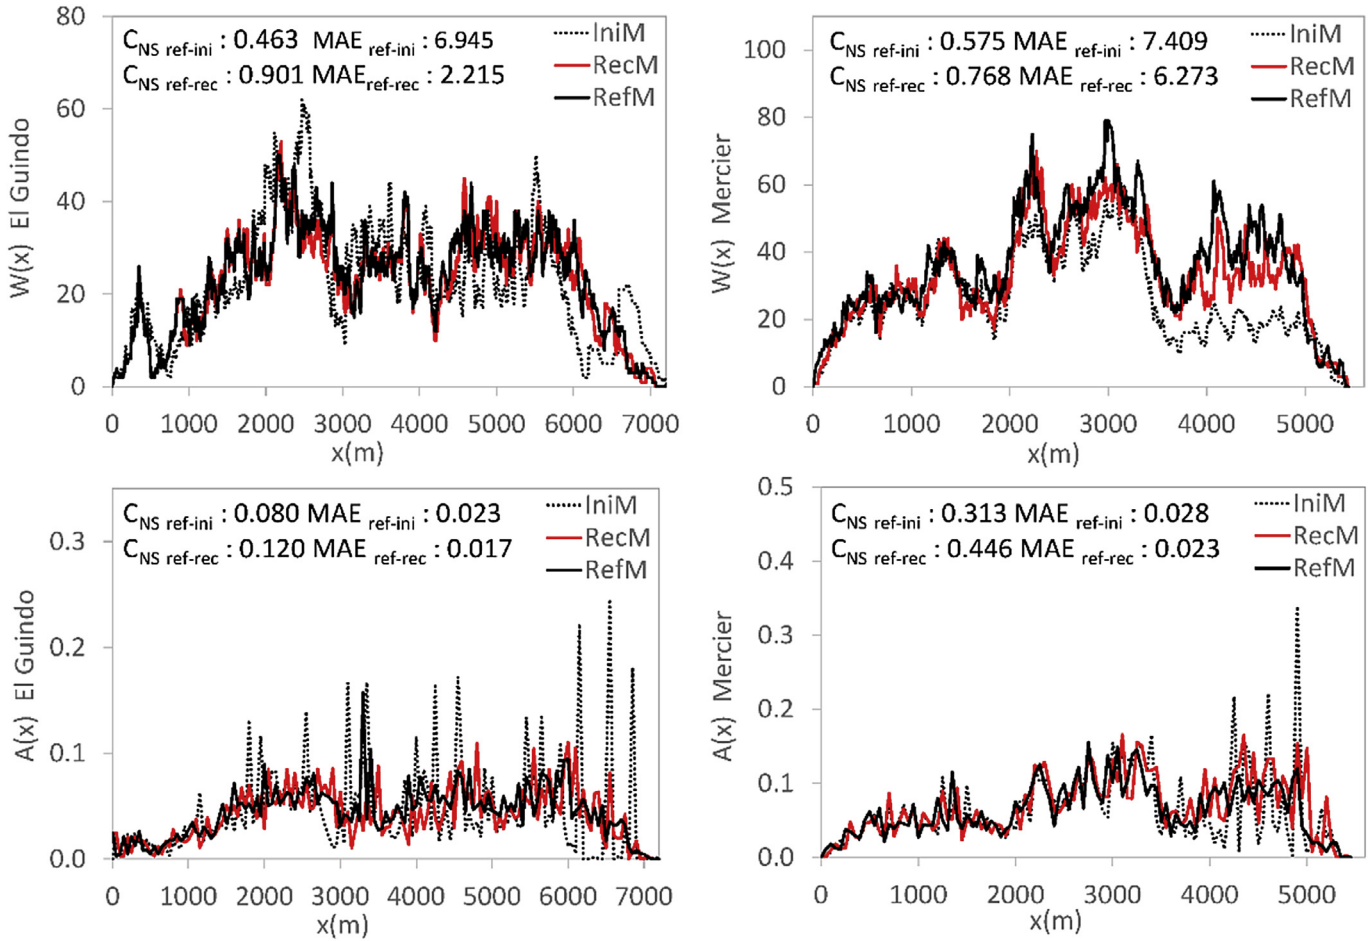 C_NS ref-ini : 0.463 MAE ref-ini : 6.945
C_NS ref-rec : 0.901 MAE ref-rec : 2.215
IniM
RecM
RefM
80
60
40
20
0
W(x) El Guindo
0 1000 2000 3000 4000 5000 6000 7000
x(m)
C_NS ref-ini : 0.575 MAE ref-ini : 7.409
C_NS ref-rec : 0.768 MAE ref-rec : 6.273
IniM
RecM
RefM
100
80
60
40
20
0
W(x) Mercier
0 1000 2000 3000 4000 5000
x(m)
C_NS ref-ini : 0.080 MAE ref-ini : 0.023
C_NS ref-rec : 0.120 MAE ref-rec : 0.017
IniM
RecM
RefM
0.3
0.2
0.1
0.0
A(x) El Guindo
0 1000 2000 3000 4000 5000 6000 7000
x(m)
C_NS ref-ini : 0.313 MAE ref-ini : 0.028
C_NS ref-rec : 0.446 MAE ref-rec : 0.023
IniM
RecM
RefM
0.5
0.4
0.3
0.2
0.1
0.0
A(x) Mercier
0 1000 2000 3000 4000 5000
x(m)